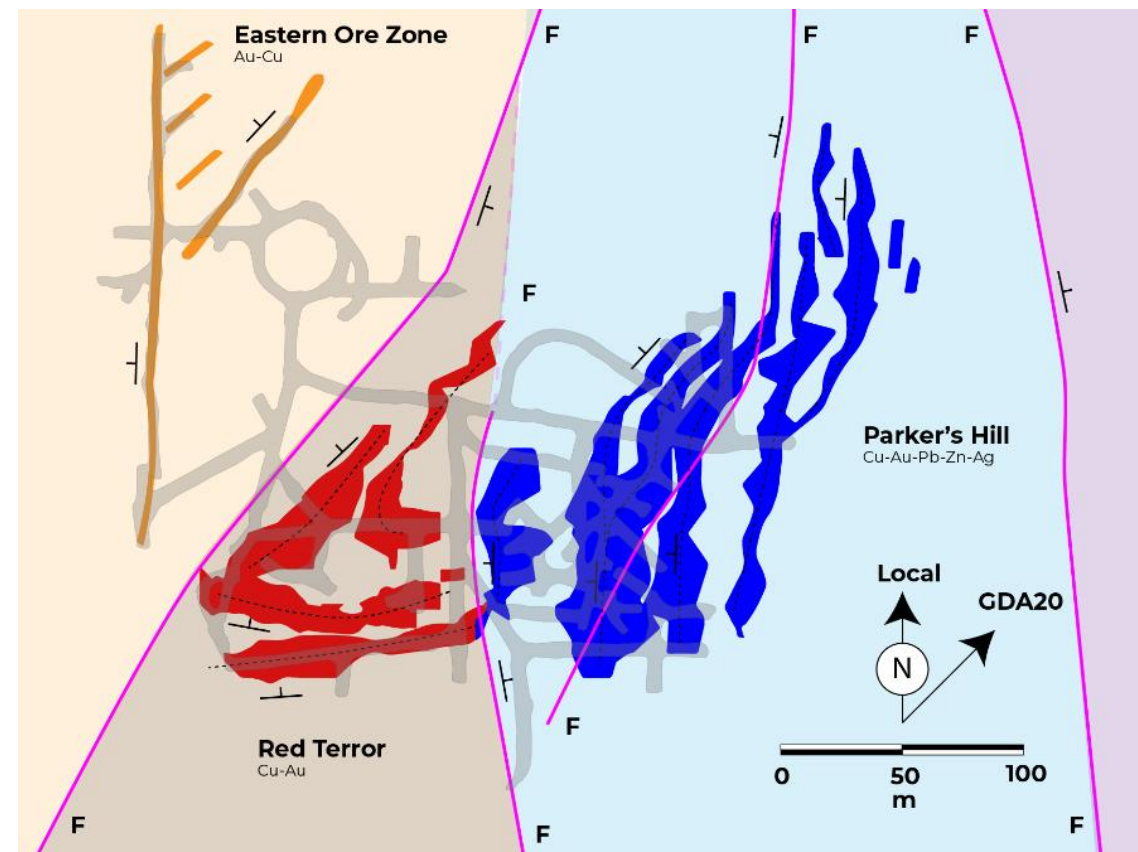 Eastern Ore Zone
Au-Cu
F
F
F
F
Parker's Hill
Cu-Au-Pb-Zn-Ag
Local
GDA20
N
F
Red Terror
Cu-Au
0 50 100
m
F
F
F